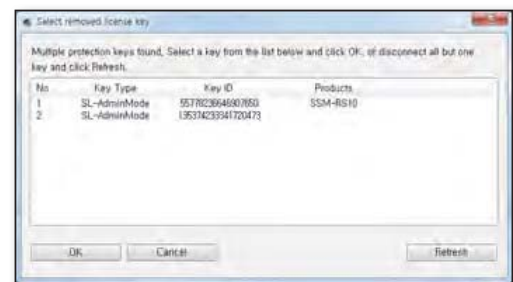 Select removed license key
Multiple protection keys found, Select a key from the list below and click OK, or disconnect all but one
key and click Refresh.
No Key Type Key ID Products
1 SL-AdminMode SSM-RS10
2 SL-AdminMode
OK Cancel Refresh